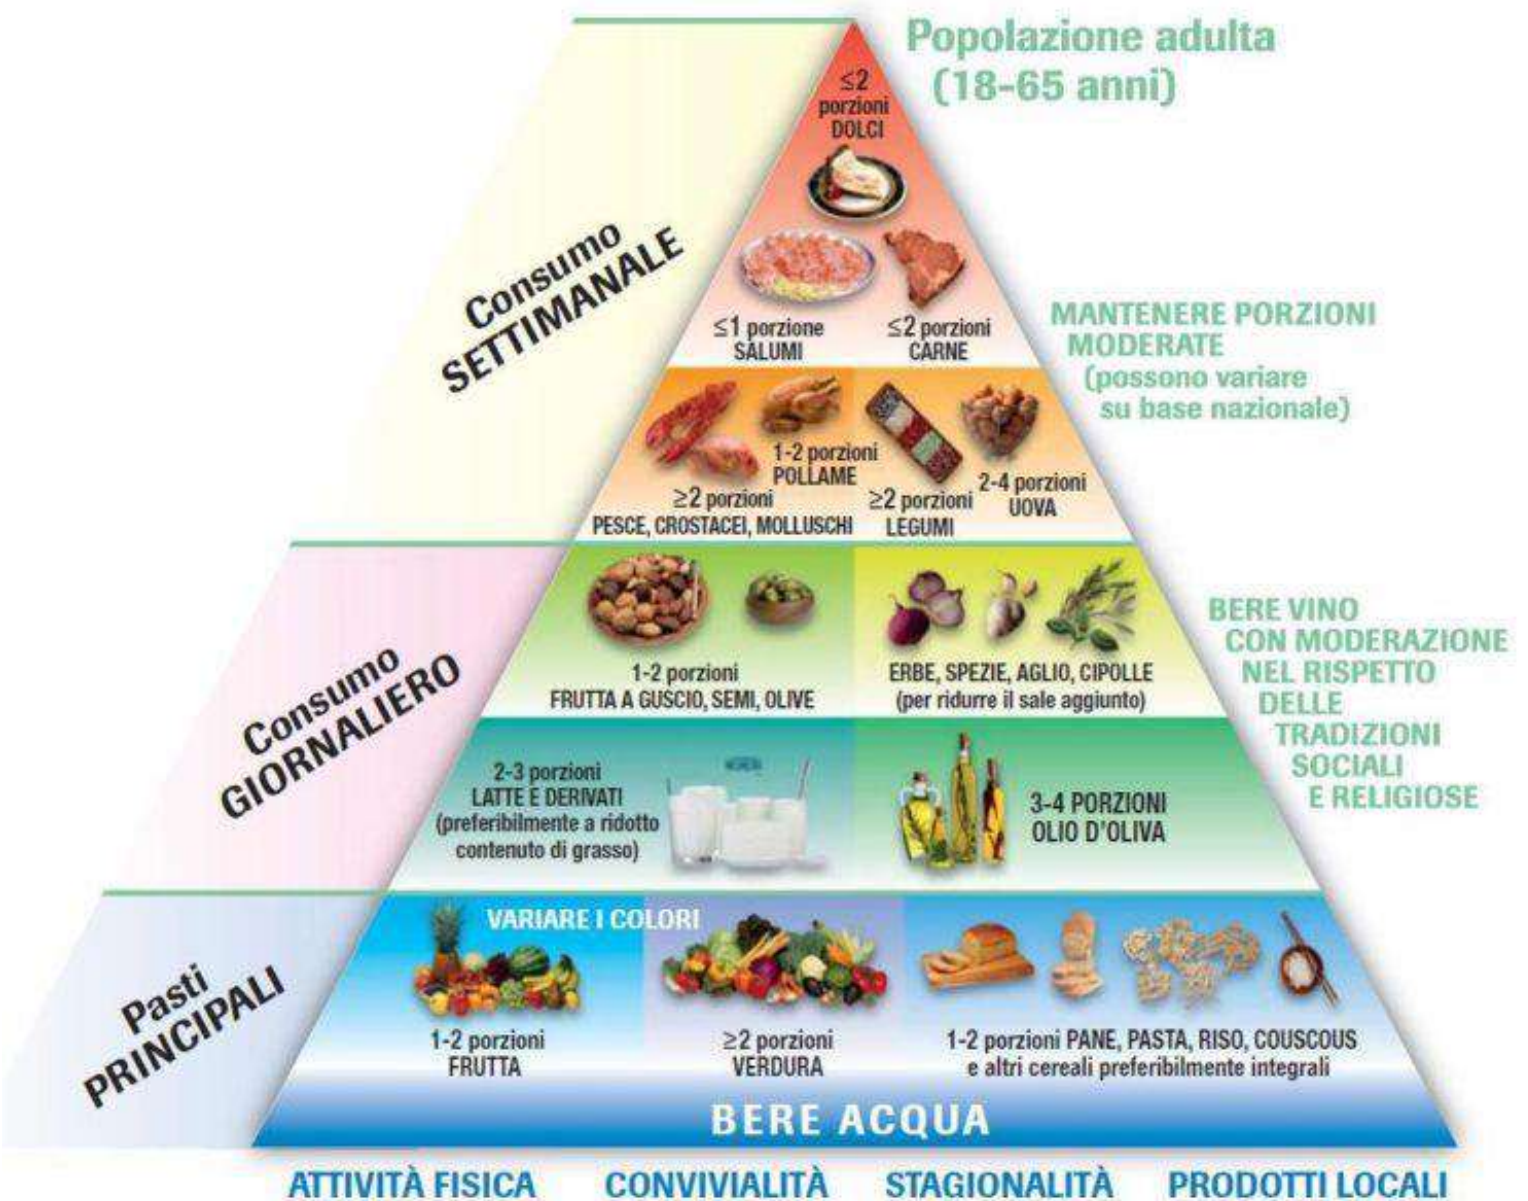 Popolazione adulta
(18-65 anni)
≤2
porzioni
DOLCI
Consumo
SETTIMANALE
≤1 porzione
SALUMI
≤2 porzioni
CARNE
MANTENERE PORZIONI
MODERATE
(possono variare
su base nazionale)
1-2 porzioni
POLLAME
≥2 porzioni
PESCE, CROSTACEI, MOLLUSCHI
≥2 porzioni
LEGUMI
2-4 porzioni
UOVA
Consumo
GIORNALIERO
1-2 porzioni
FRUTTA A GUSCIO, SEMI, OLIVE
ERBE, SPEZIE, AGLIO, CIPOLLE
(per ridurre il sale aggiunto)
BERE VINO
CON MODERAZIONE
NEL RISPETTO
DELLE
TRADIZIONI
SOCIALI
E RELIGIOSE
2-3 porzioni
LATTE E DERIVATI
(preferibilmente a ridotto
contenuto di grasso)
3-4 PORZIONI
OLIO D'OLIVA
Pasti
PRINCIPALI
VARIARE I COLORI
1-2 porzioni
FRUTTA
≥2 porzioni
VERDURA
1-2 porzioni PANE, PASTA, RISO, COUSCOUS
e altri cereali preferibilmente integrali
BERE ACQUA
ATTIVITÀ FISICA CONVIVIALITÀ STAGIONALITÀ PRODOTTI LOCALI